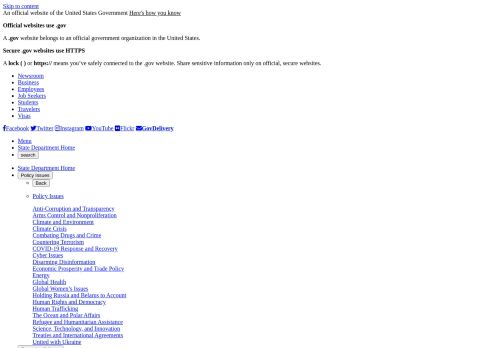 Skip to content
An official website of the United States Government Here's how you know
Official websites use .gov
A .gov website belongs to an official government organization in the United States.
Secure .gov websites use HTTPS
A lock ( ) or https:// means you've safely connected to the .gov website. Share sensitive information only on official, secure websites.
Newsroom
Business
Employees
Job Seekers
Students
Travelers
Visas
Facebook Twitter Instagram YouTube Flickr GovDelivery
Menu
State Department Home
search
State Department Home
Policy Issues
Back
Policy Issues
Anti-Corruption and Transparency
Arms Control and Nonproliferation
Climate and Environment
Climate Crisis
Combating Drugs and Crime
Countering Terrorism
COVID-19 Response and Recovery
Cyber Issues
Disarming Disinformation
Economic Prosperity and Trade Policy
Energy
Global Health
Global Women's Issues
Holding Russia and Belarus to Account
Human Rights and Democracy
Human Trafficking
The Ocean and Polar Affairs
Refugee and Humanitarian Assistance
Science, Technology, and Innovation
Treaties and International Agreements
United with Ukraine